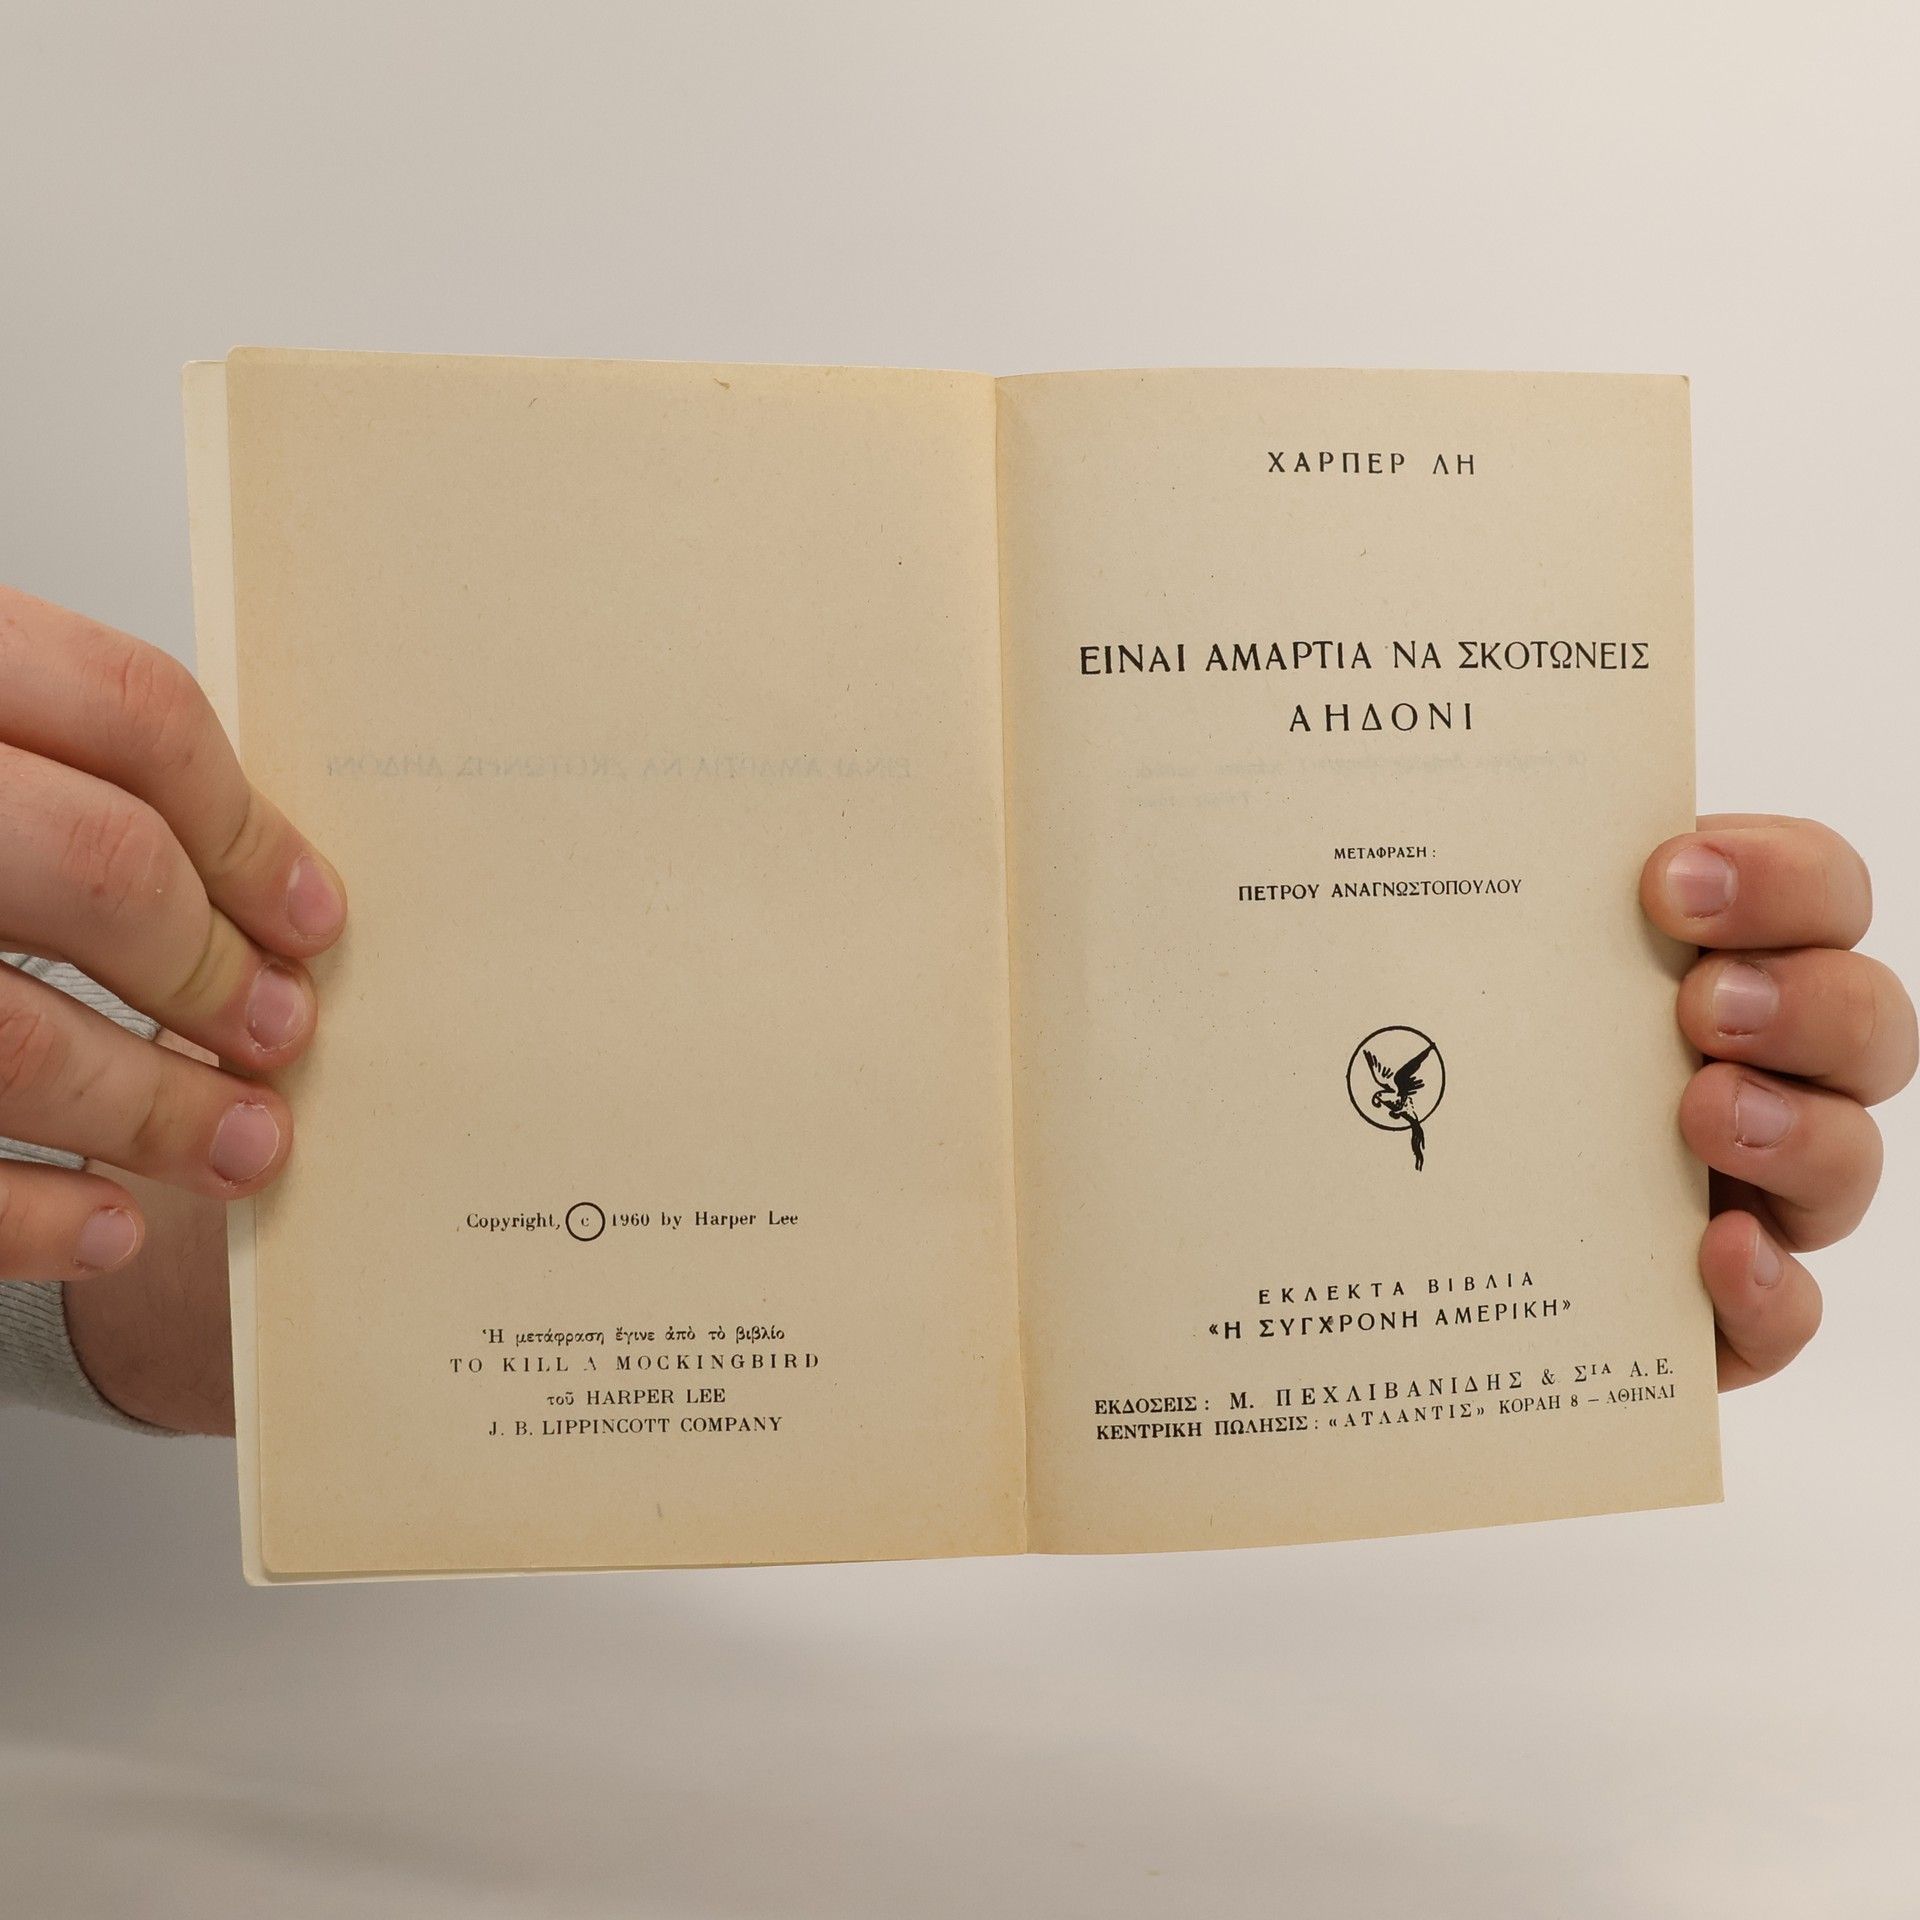 Copyright, © 1960 by Harper Lee
Ἡ μετάφραση ἔγινε ἀπὸ τὸ βιβλίο
TO KILL A MOCKINGBIRD
τοῦ HARPER LEE
J. B. LIPPINCOTT COMPANY
ΧΑΡΠΕΡ ΛΗ
ΕΙΝΑΙ ΑΜΑΡΤΙΑ ΝΑ ΣΚΟΤΩΝΕΙΣ
ΑΗΔΟΝΙ
ΜΕΤΑΦΡΑΣΗ :
ΠΕΤΡΟΥ ΑΝΑΓΝΩΣΤΟΠΟΥΛΟΥ
ΕΚΛΕΚΤΑ ΒΙΒΛΙΑ
«Η ΣΥΓΧΡΟΝΗ ΑΜΕΡΙΚΗ»
ΕΚΔΟΣΕΙΣ : Μ. ΠΕΧΛΙΒΑΝΙΔΗΣ & ΣΙΑ Α. Ε.
ΚΕΝΤΡΙΚΗ ΠΩΛΗΣΙΣ : «ΑΤΛΑΝΤΙΣ» ΚΟΡΑΗ 8 – ΑΘΗΝΑΙ